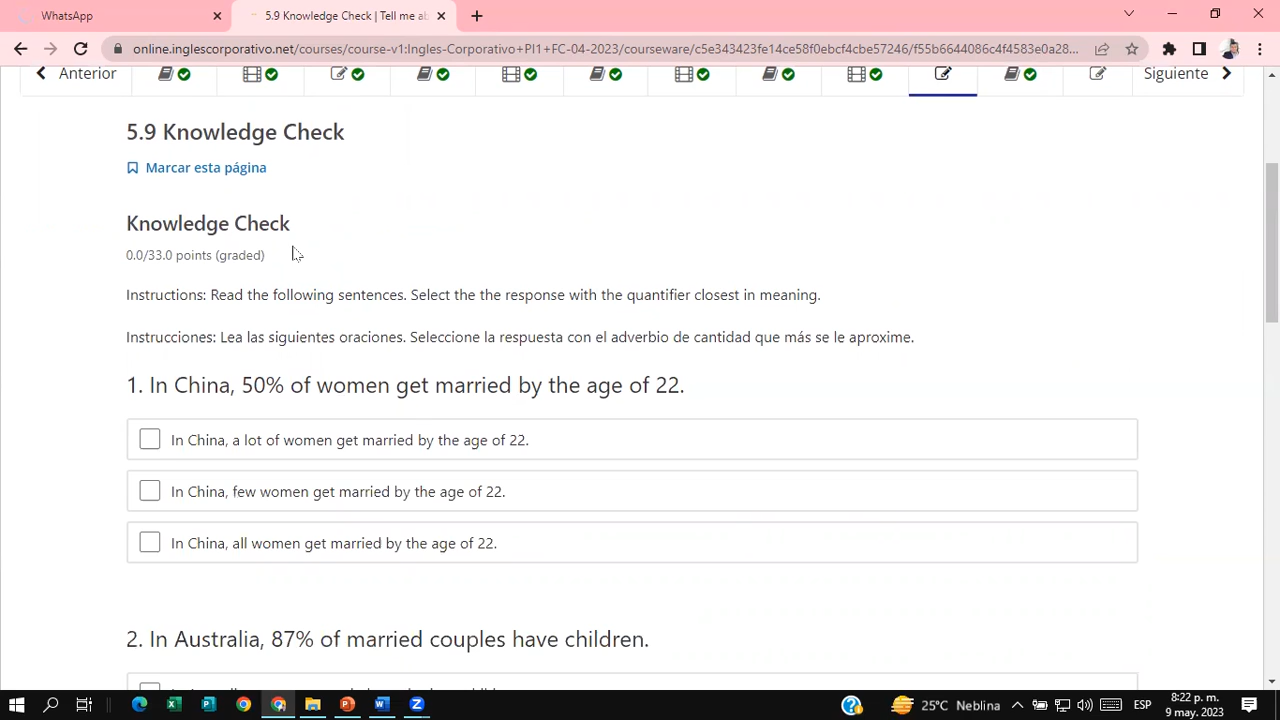 WhatsApp
5.9 Knowledge Check | Tell me ab
online.inglescorporativo.net/courses/course-v1:Ingles-Corporativo+PI1+FC-04-2023/courseware/c5e343423fe14ce58f0ebcf4cbe57246/f55b6644086c4f4583e0a28...
Anterior
Siguiente
5.9 Knowledge Check
Marcar esta página
Knowledge Check
0.0/33.0 points (graded)
Instructions: Read the following sentences. Select the the response with the quantifier closest in meaning.
Instrucciones: Lea las siguientes oraciones. Seleccione la respuesta con el adverbio de cantidad que más se le aproxime.
1. In China, 50% of women get married by the age of 22.
In China, a lot of women get married by the age of 22.
In China, few women get married by the age of 22.
In China, all women get married by the age of 22.
2. In Australia, 87% of married couples have children.
25°C Neblina
ESP
8:22 p. m.
9 may. 2023